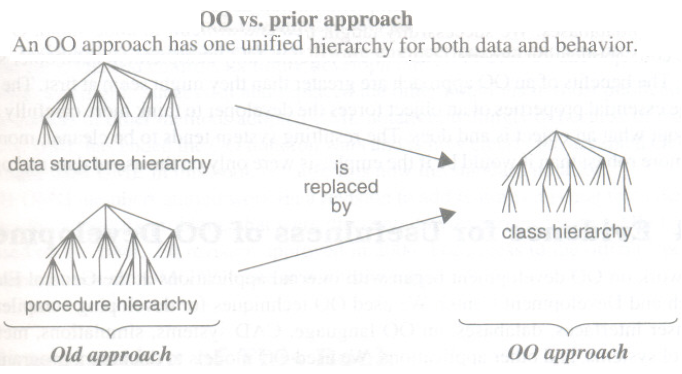 OO vs. prior approach
An OO approach has one unified hierarchy for both data and behavior.
data structure hierarchy
is
replaced
by
class hierarchy
procedure hierarchy
Old approach
OO approach